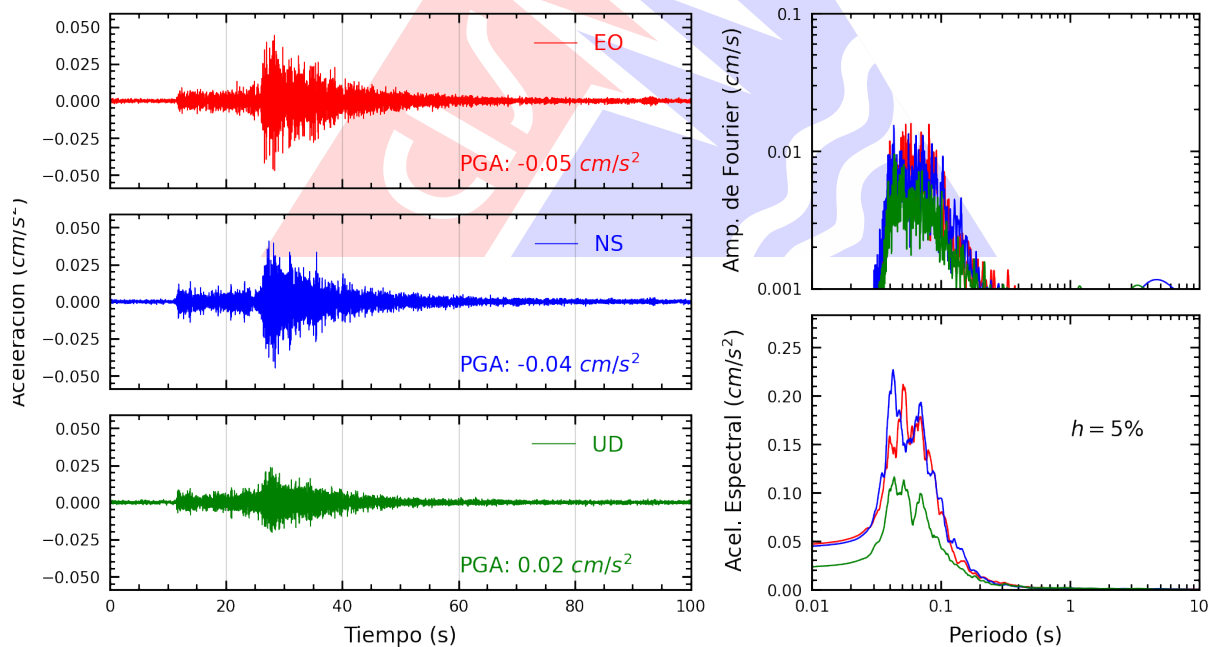 0.050
0.025
0.000
−0.025
−0.050
EO
PGA: -0.05 cm/s²
0.050
0.025
0.000
−0.025
−0.050
NS
PGA: -0.04 cm/s²
0.050
0.025
0.000
−0.025
−0.050
UD
PGA: 0.02 cm/s²
Aceleracion (cm/s²)
0 20 40 60 80 100
Tiempo (s)
0.1
0.01
0.001
Amp. de Fourier (cm/s)
0.25
0.20
0.15
0.10
0.05
0.00
Acel. Espectral (cm/s²)
h = 5%
0.01 0.1 1 10
Periodo (s)